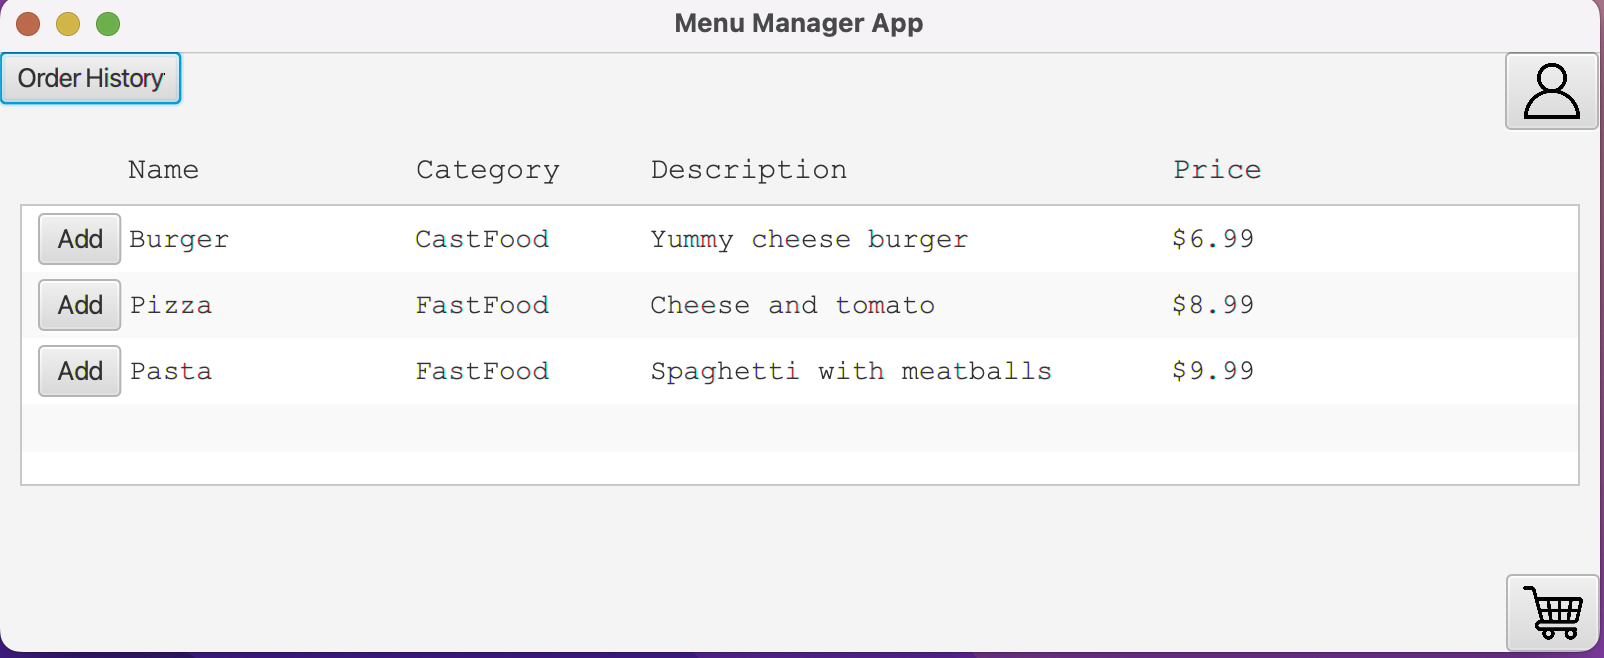 Menu Manager App
Order History
Name Category Description Price
Add Burger CastFood Yummy cheese burger $6.99
Add Pizza FastFood Cheese and tomato $8.99
Add Pasta FastFood Spaghetti with meatballs $9.99